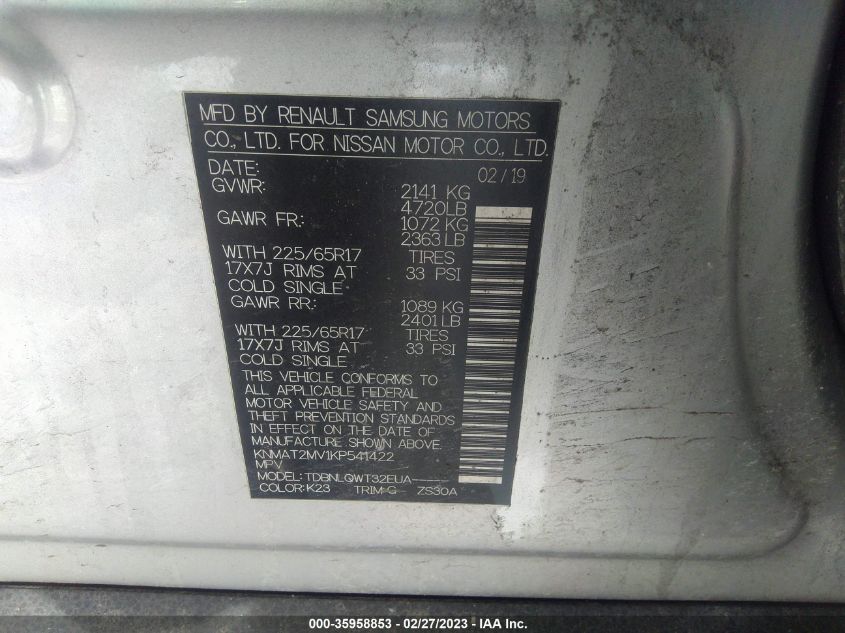 MFD BY RENAULT SAMSUNG MOTORS
CO., LTD. FOR NISSAN MOTOR CO., LTD.
DATE: 02/19
GVWR: 2141 KG
4720LB
GAWR FR: 1072 KG
2363 LB
WITH 225/65R17 TIRES
17X7J RIMS AT 33 PSI
COLD SINGLE
GAWR RR: 1089 KG
2401 LB
WITH 225/65R17 TIRES
17X7J RIMS AT 33 PSI
COLD SINGLE
THIS VEHICLE CONFORMS TO
ALL APPLICABLE FEDERAL
MOTOR VEHICLE SAFETY AND
THEFT PREVENTION STANDARDS
IN EFFECT ON THE DATE OF
MANUFACTURE SHOWN ABOVE.
KNMAT2MV1KP541422
MPV
MODEL: TDBNLQWT32EUA-----
COLOR:K23 TRIM:G ZS30A
000-35958853 / 02/27/2023 — © IAA Inc.